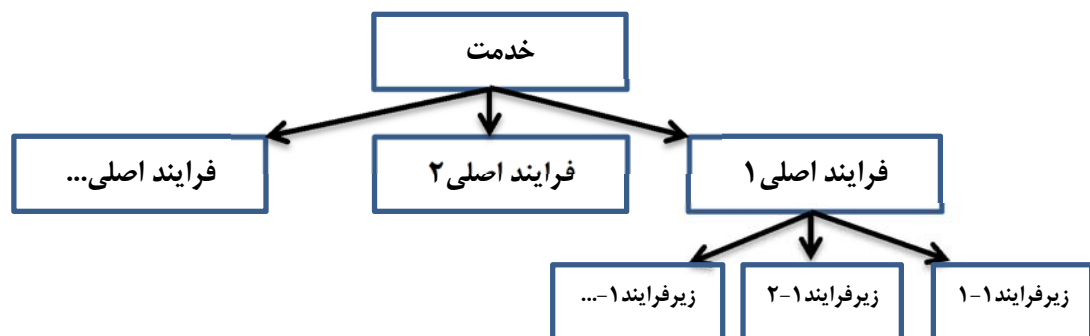 خدمت
فرایند اصلی۱
فرایند اصلی۲
فرایند اصلی...
زیرفرایند۱-۱
زیرفرایند۱-۲
زیرفرایند۱-...